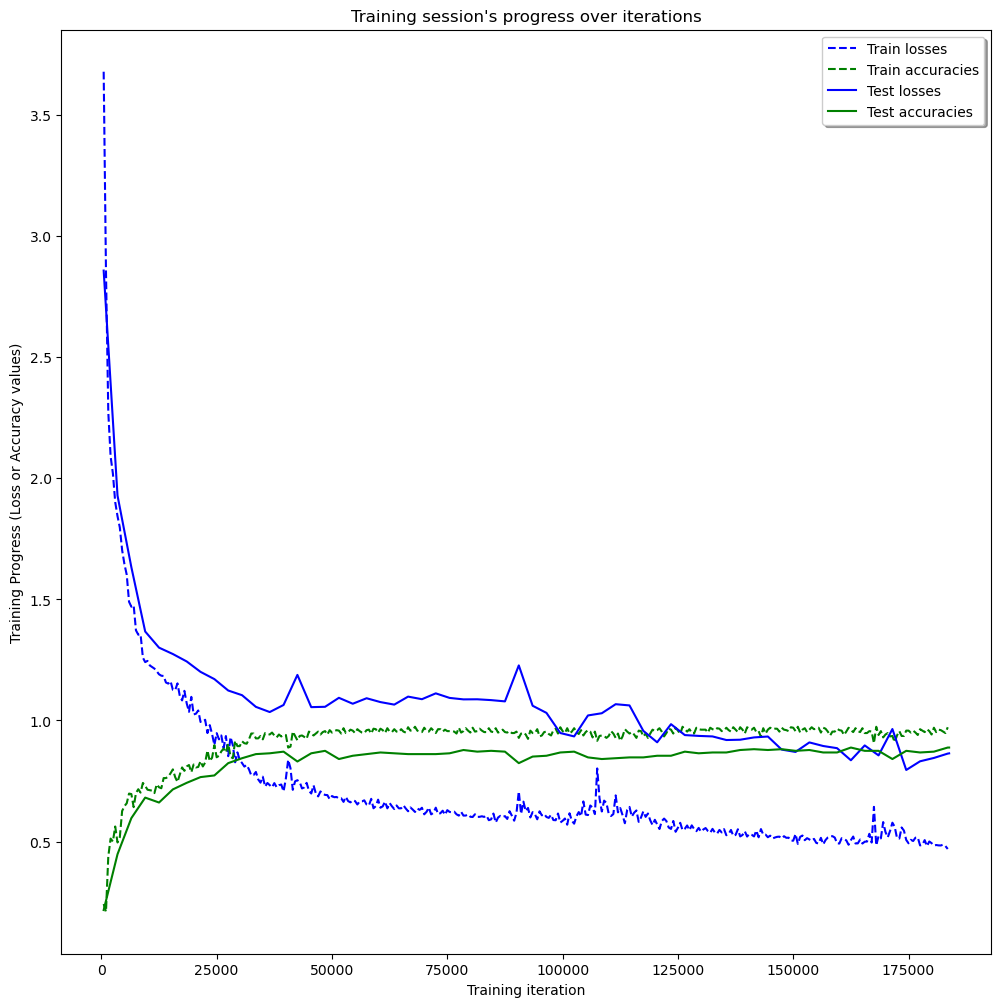 Training session's progress over iterations
Train losses
Train accuracies
Test losses
Test accuracies
Training Progress (Loss or Accuracy values)
3.5
3.0
2.5
2.0
1.5
1.0
0.5
0
25000
50000
75000
100000
125000
150000
175000
Training iteration